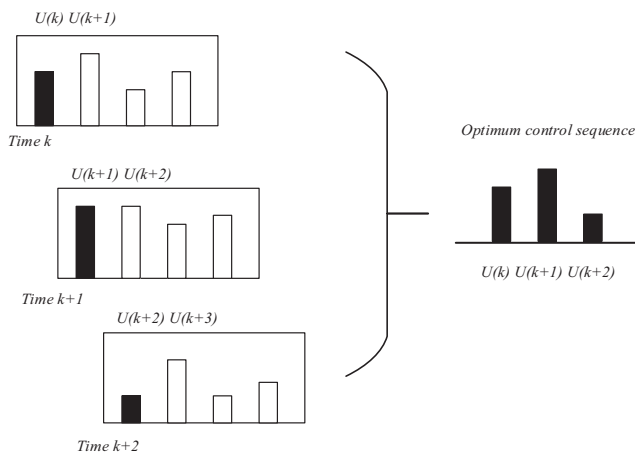 U(k) U(k+1)
Time k
U(k+1) U(k+2)
Time k+1
U(k+2) U(k+3)
Time k+2
Optimum control sequence
U(k) U(k+1) U(k+2)